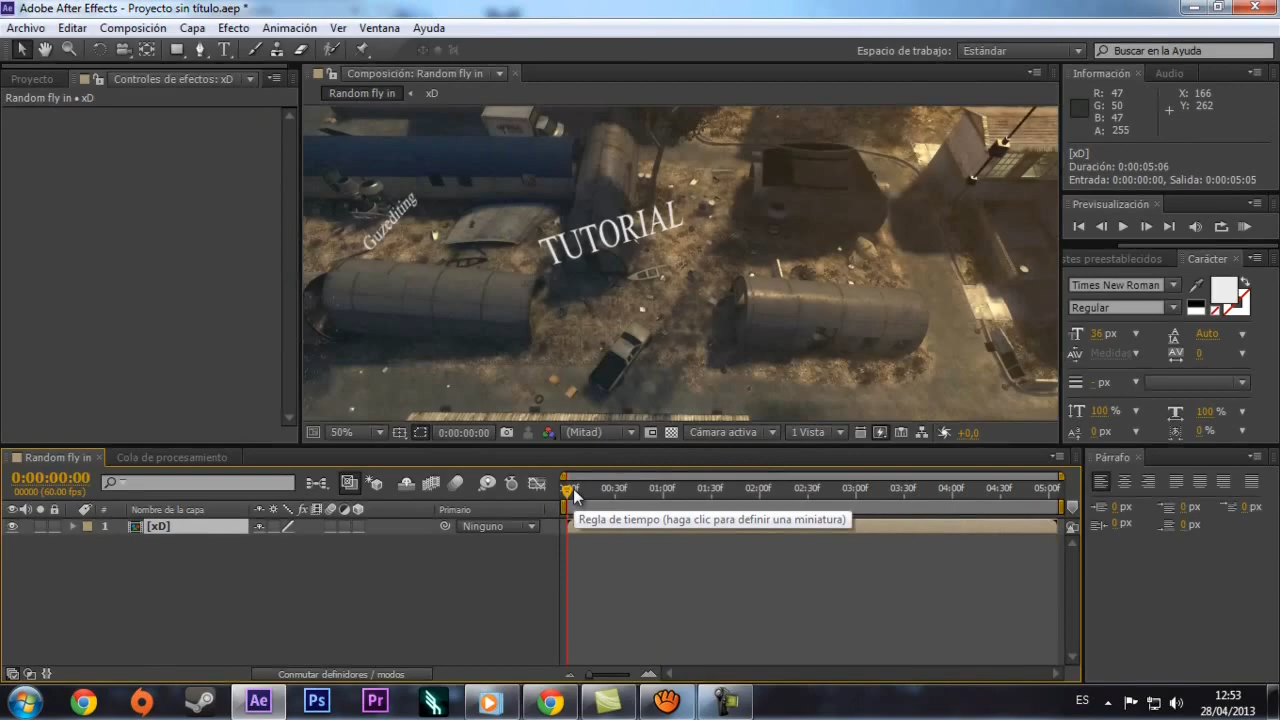 Adobe After Effects - Proyecto sin título.aep *
Archivo Editar Composición Capa Efecto Animación Ver Ventana Ayuda
Espacio de trabajo: Estándar Buscar en la Ayuda
Proyecto Controles de efectos: xD
Random fly in • xD
Composición: Random fly in
Random fly in xD
Guzediting
TUTORIAL
50% 0:00:00:00 (Mitad) Cámara activa 1 Vista +0,0
Información Audio
R: 47 X: 166
G: 50 Y: 262
B: 47
A: 255
[xD]
Duración: 0:00:05:06
Entrada: 0:00:00:00, Salida: 0:00:05:05
Previsualización
stes preestablecidos Carácter
Times New Roman
Regular
36 px Auto
Medidas 0
- px
100 % 100 %
0 px 0 %
Random fly in Cola de procesamiento
0:00:00:00
00000 (60.00 fps)
00:30f 01:00f 01:30f 02:00f 02:30f 03:00f 03:30f 04:00f 04:30f 05:00f
# Nombre de la capa Primario
1 [xD] Ninguno
Regla de tiempo (haga clic para definir una miniatura)
Conmutar definidores / modos
Párrafo
0 px 0 px 0 px
0 px 0 px
Ae Ps Pr
ES
12:53
28/04/2013